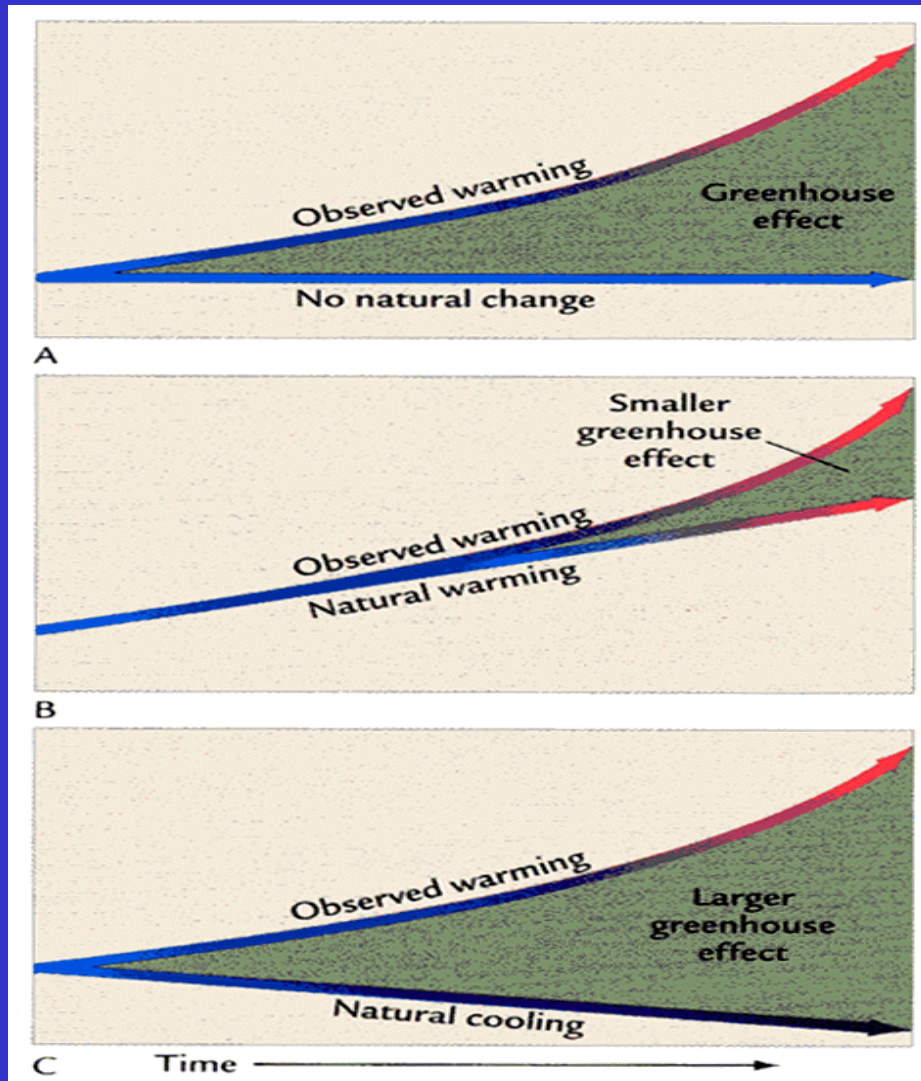 Observed warming
Greenhouse
effect
No natural change
A
Smaller
greenhouse
effect
Observed warming
Natural warming
B
Observed warming
Larger
greenhouse
effect
Natural cooling
C
Time